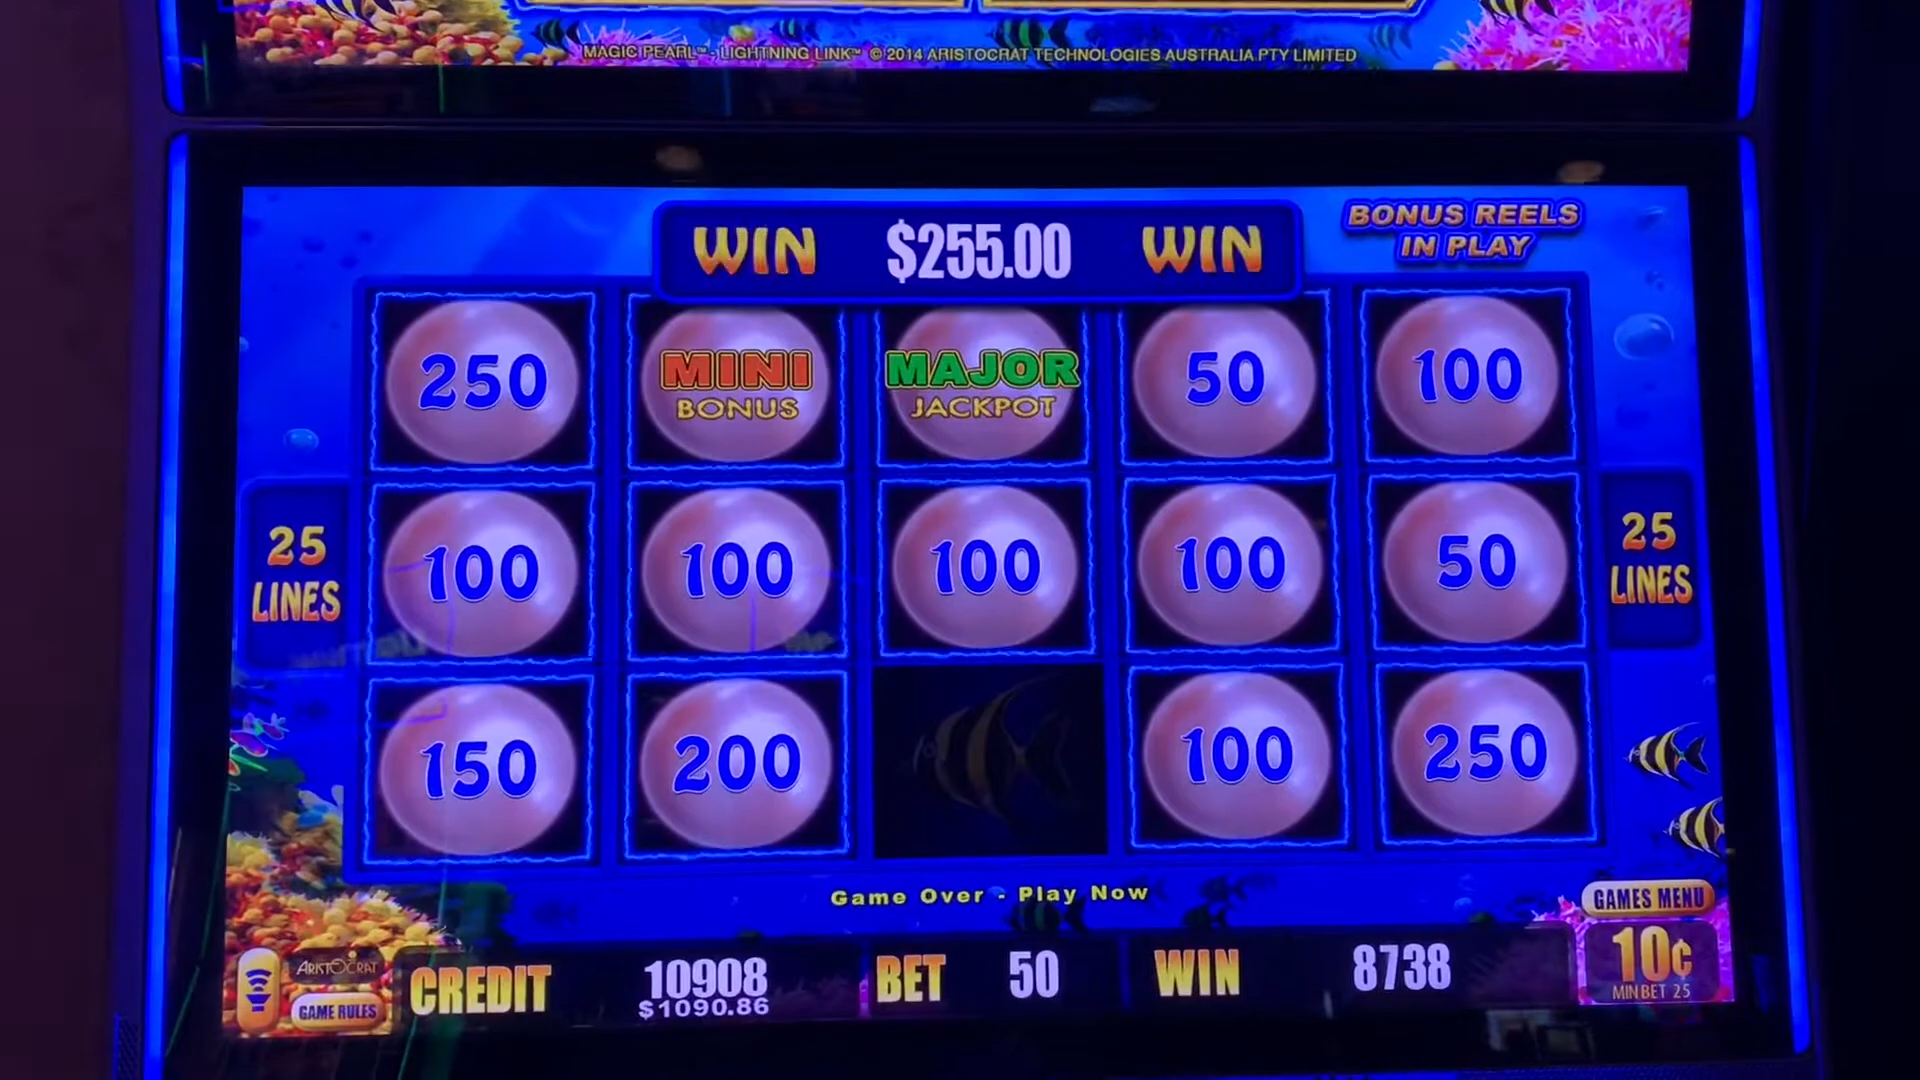 MAGIC PEARL™ - LIGHTNING LINK™ © 2014 ARISTOCRAT TECHNOLOGIES AUSTRALIA PTY LIMITED
WIN $255.00 WIN
BONUS REELS
IN PLAY
250 MINI BONUS MAJOR JACKPOT 50 100
25 LINES 100 100 100 100 50 25 LINES
150 200 100 250
Game Over - Play Now
GAMES MENU
ARISTOCRAT
GAME RULES
CREDIT 10908 BET 50 WIN 8738
$1090.86
10¢
MIN BET 25